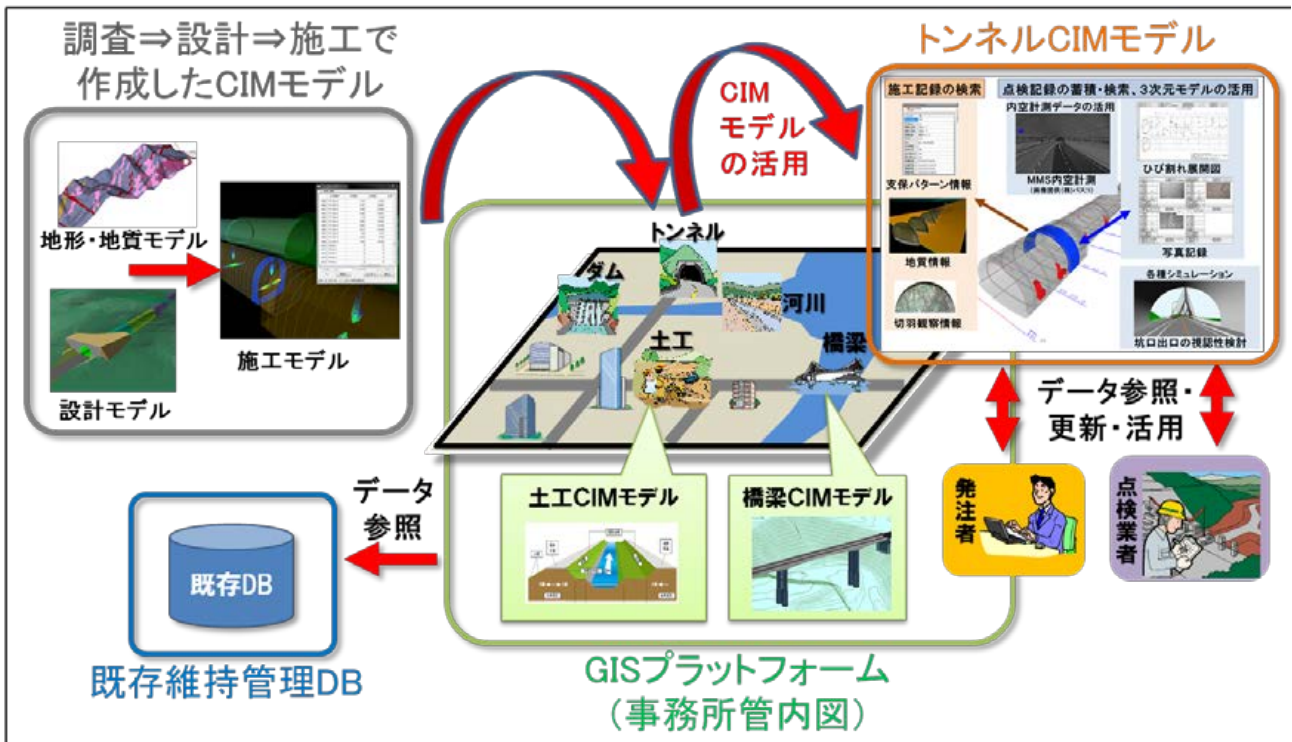 調査⇒設計⇒施工で
作成したCIMモデル
地形・地質モデル
設計モデル
施工モデル
CIM
モデル
の活用
トンネルCIMモデル
施工記録の検索
支保パターン情報
地質情報
切羽観察情報
点検記録の蓄積・検索、3次元モデルの活用
内空計測データの活用
MMS内空計測
ひび割れ展開図
写真記録
各種シミュレーション
坑口出口の視認性検討
トンネル
ダム
河川
土工
橋梁
土工CIMモデル
橋梁CIMモデル
データ参照・
更新・活用
発注者
点検業者
データ
参照
既存DB
既存維持管理DB
GISプラットフォーム
(事務所管内図)